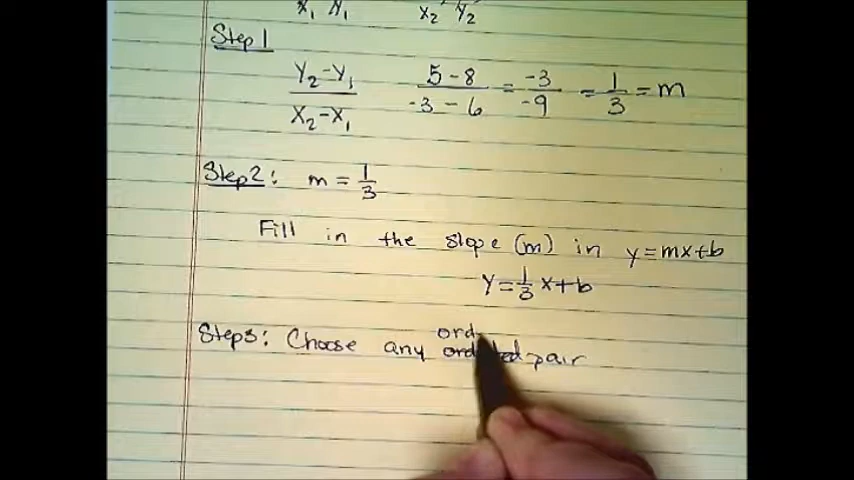 x₁ y₁ x₂ y₂
Step 1
y₂-y₁ / x₂-x₁ 5-8 / -3-6 = -3 / -9 = 1/3 = m
Step 2: m = 1/3
Fill in the slope (m) in y=mx+b
y=1/3 x+b
ord
Step 3: Choose any ordered pair